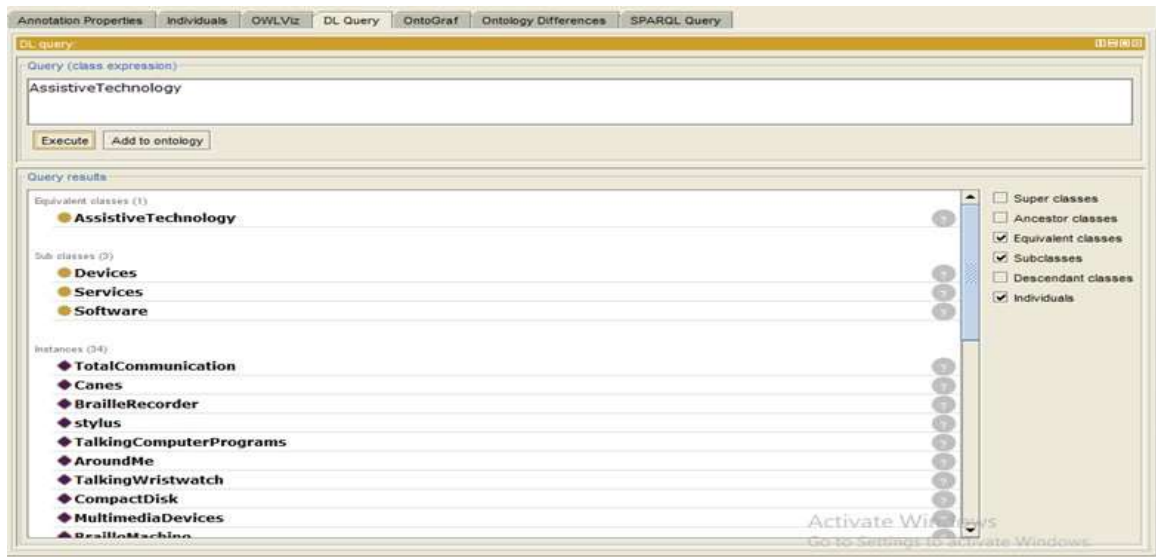 Annotation Properties Individuals OWLViz DL Query OntoGraf Ontology Differences SPARQL Query
DL query:
Query (class expression)
AssistiveTechnology
Execute Add to ontology
Query results
Equivalent classes (1)
AssistiveTechnology
Sub classes (3)
Devices
Services
Software
Instances (34)
TotalCommunication
Canes
BrailleRecorder
stylus
TalkingComputerPrograms
AroundMe
TalkingWristwatch
CompactDisk
MultimediaDevices
BrailleMachine
Super classes
Ancestor classes
Equivalent classes
Subclasses
Descendant classes
Individuals
Activate Windows
Go to Settings to activate Windows.